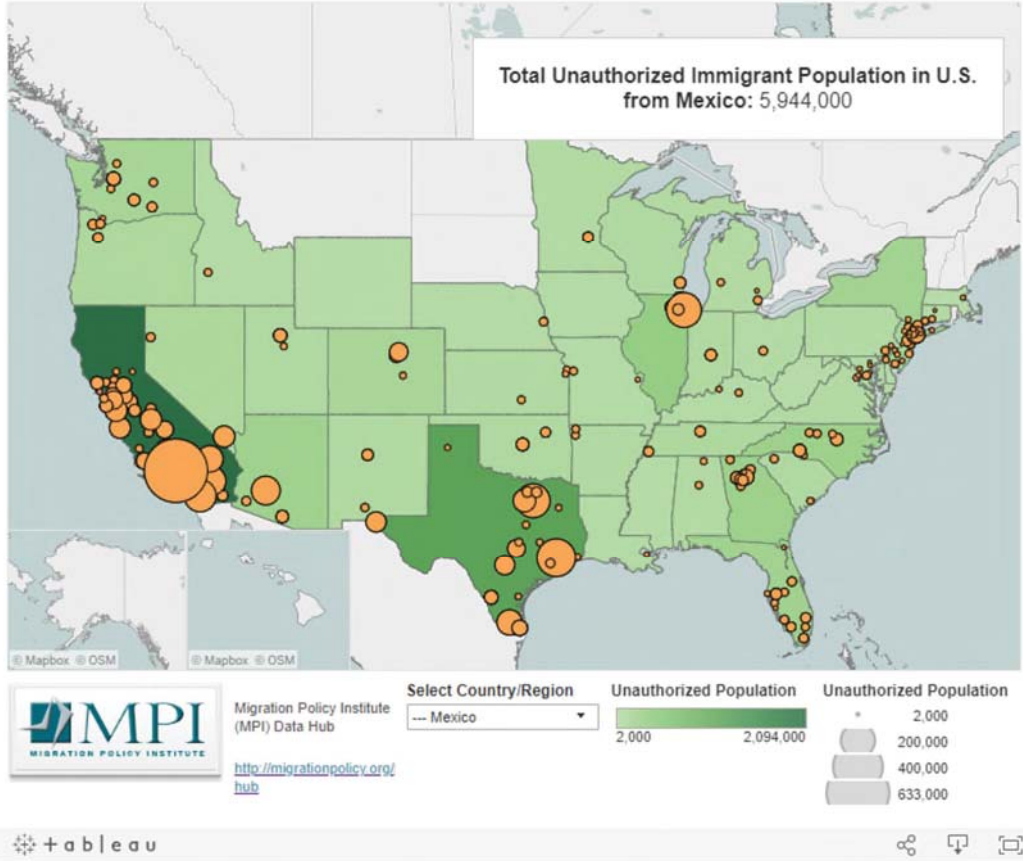 Total Unauthorized Immigrant Population in U.S.
from Mexico: 5,944,000
© Mapbox © OSM
© Mapbox © OSM
MPI
MIGRATION POLICY INSTITUTE
Migration Policy Institute
(MPI) Data Hub
http://migrationpolicy.org/
hub
Select Country/Region
--- Mexico
Unauthorized Population
2,000 2,094,000
Unauthorized Population
2,000
200,000
400,000
633,000
+ a b | e a u